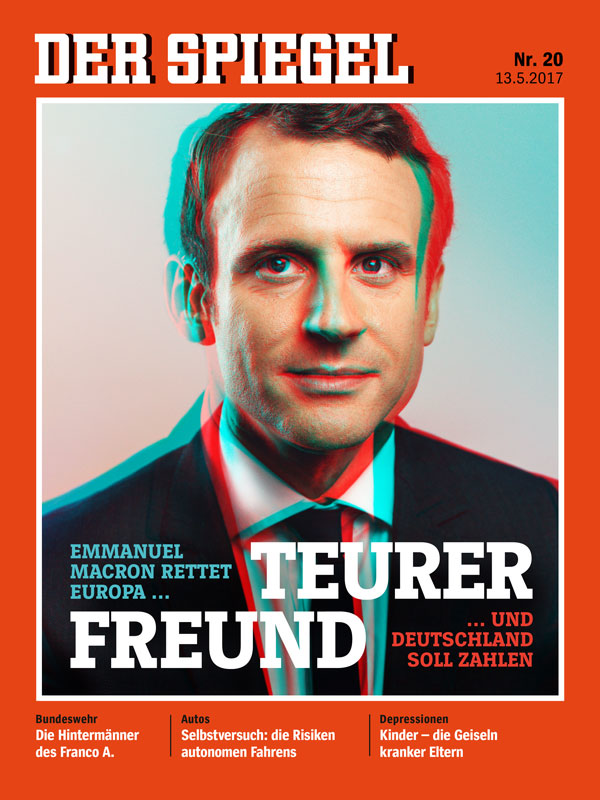 DER SPIEGEL
Nr. 20
13.5.2017
EMMANUEL
MACRON RETTET
EUROPA ...
TEURER
FREUND
... UND
DEUTSCHLAND
SOLL ZAHLEN
Bundeswehr
Die Hintermänner
des Franco A.
Autos
Selbstversuch: die Risiken
autonomen Fahrens
Depressionen
Kinder – die Geiseln
kranker Eltern